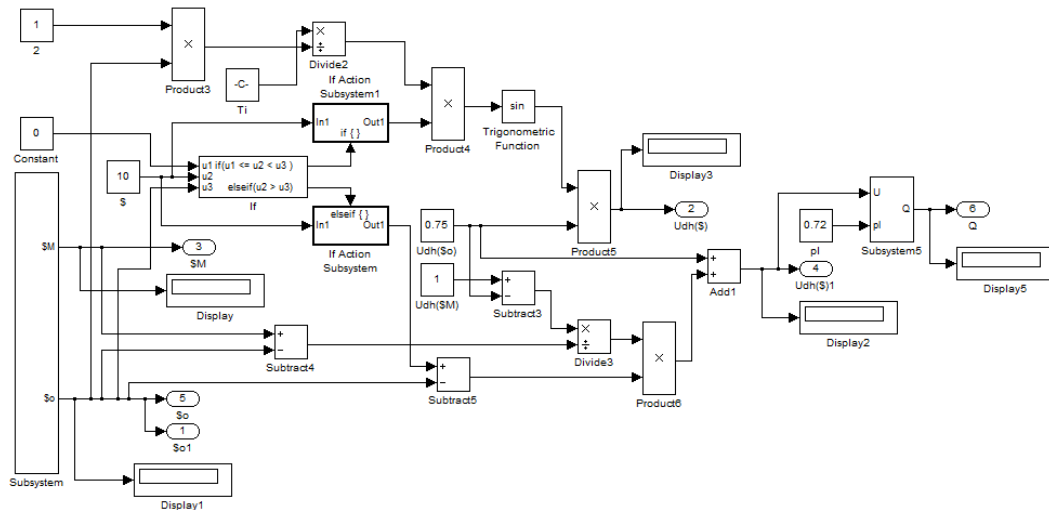 1
2
×
Product3
×
÷
Divide2
-C-
Ti
If Action
Subsystem1
In1
Out1
if { }
×
Product4
sin
Trigonometric
Function
0
Constant
10
$
u1 if(u1 <= u2 < u3 )
u2
u3
elseif(u2 > u3)
If
elseif { }
In1
Out1
If Action
Subsystem
Display3
×
Product5
2
Udh($)
0.75
Udh($o)
1
Udh($M)
+
−
Subtract3
+
+
Add1
U
pl
Q
Subsystem5
0.72
pl
6
Q
4
Udh($)1
Display5
Display2
$M
3
$M
Display
+
−
Subtract4
×
÷
Divide3
×
Product6
+
−
Subtract5
$o
5
$o
1
$o1
Subsystem
Display1